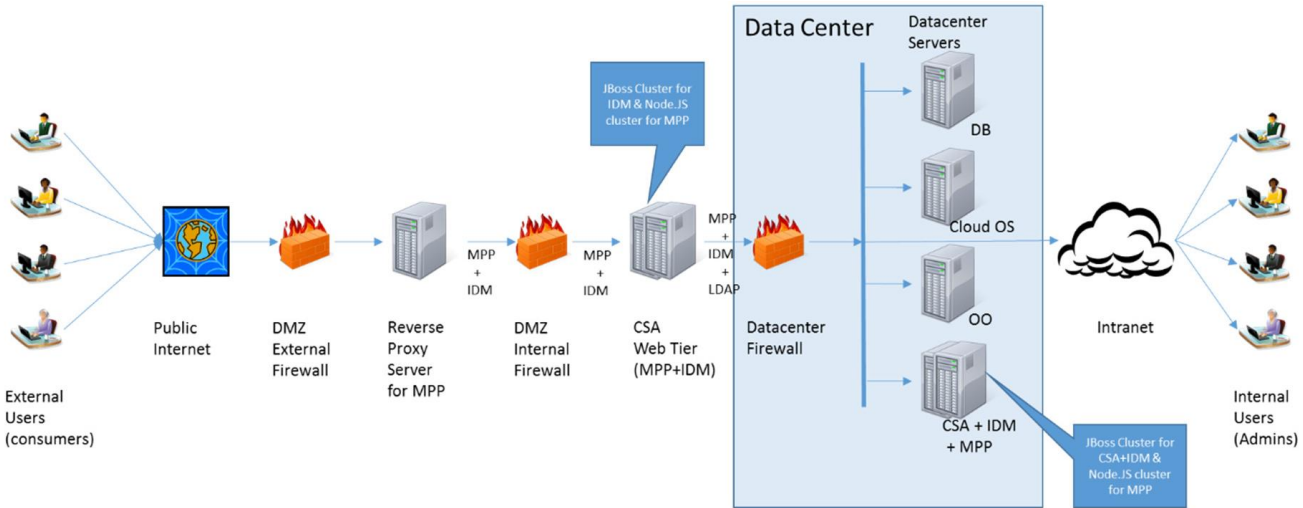 Data Center
Datacenter
Servers
JBoss Cluster for
IDM & Node.JS
cluster for MPP
DB
Cloud OS
MPP
+
IDM
MPP
+
IDM
MPP
+
IDM
+
LDAP
OO
Public
Internet
DMZ
External
Firewall
Reverse
Proxy
Server
for MPP
DMZ
Internal
Firewall
CSA
Web Tier
(MPP+IDM)
Datacenter
Firewall
Intranet
External
Users
(consumers)
CSA + IDM
+ MPP
Internal
Users
(Admins)
JBoss Cluster for
CSA+IDM &
Node.JS cluster
for MPP